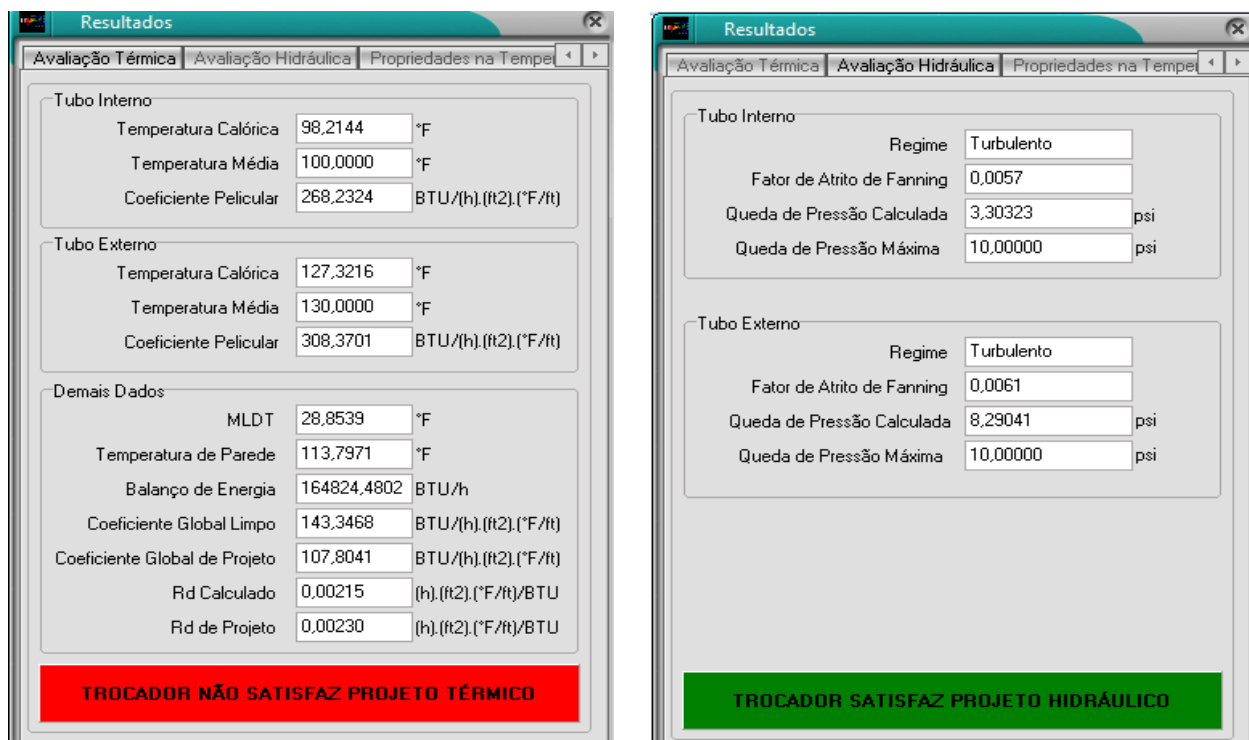 Resultados
Avaliação Térmica Avaliação Hidráulica Propriedades na Temper
Tubo Interno
Temperatura Calórica 98,2144 °F
Temperatura Média 100,0000 °F
Coeficiente Pelicular 268,2324 BTU/(h).(ft2).(°F/ft)
Tubo Externo
Temperatura Calórica 127,3216 °F
Temperatura Média 130,0000 °F
Coeficiente Pelicular 308,3701 BTU/(h).(ft2).(°F/ft)
Demais Dados
MLDT 28,8539 °F
Temperatura de Parede 113,7971 °F
Balanço de Energia 164824,4802 BTU/h
Coeficiente Global Limpo 143,3468 BTU/(h).(ft2).(°F/ft)
Coeficiente Global de Projeto 107,8041 BTU/(h).(ft2).(°F/ft)
Rd Calculado 0,00215 (h).(ft2).(°F/ft)/BTU
Rd de Projeto 0,00230 (h).(ft2).(°F/ft)/BTU
TROCADOR NÃO SATISFAZ PROJETO TÉRMICO
Resultados
Avaliação Térmica Avaliação Hidráulica Propriedades na Temper
Tubo Interno
Regime Turbulento
Fator de Atrito de Fanning 0,0057
Queda de Pressão Calculada 3,30323 psi
Queda de Pressão Máxima 10,00000 psi
Tubo Externo
Regime Turbulento
Fator de Atrito de Fanning 0,0061
Queda de Pressão Calculada 8,29041 psi
Queda de Pressão Máxima 10,00000 psi
TROCADOR SATISFAZ PROJETO HIDRÁULICO